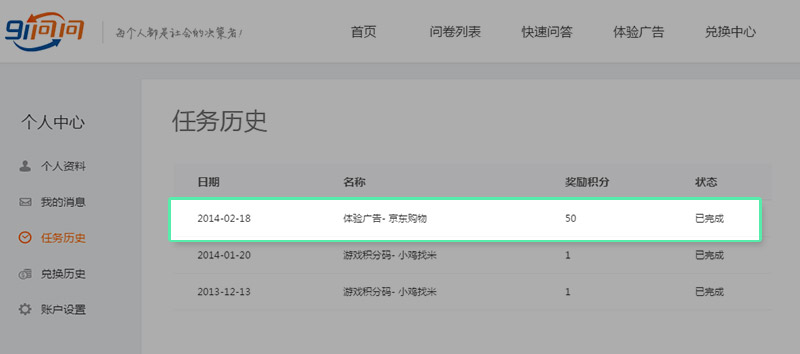 91问问
每个人都是社会的决策者!
首页 问卷列表 快速问答 体验广告 兑换中心
个人中心
个人资料
我的消息
任务历史
兑换历史
账户设置
任务历史
日期 名称 奖励积分 状态
2014-02-18 体验广告- 京东购物 50 已完成
2014-01-20 游戏积分码- 小鸡找米 1 已完成
2013-12-13 游戏积分码- 小鸡找米 1 已完成